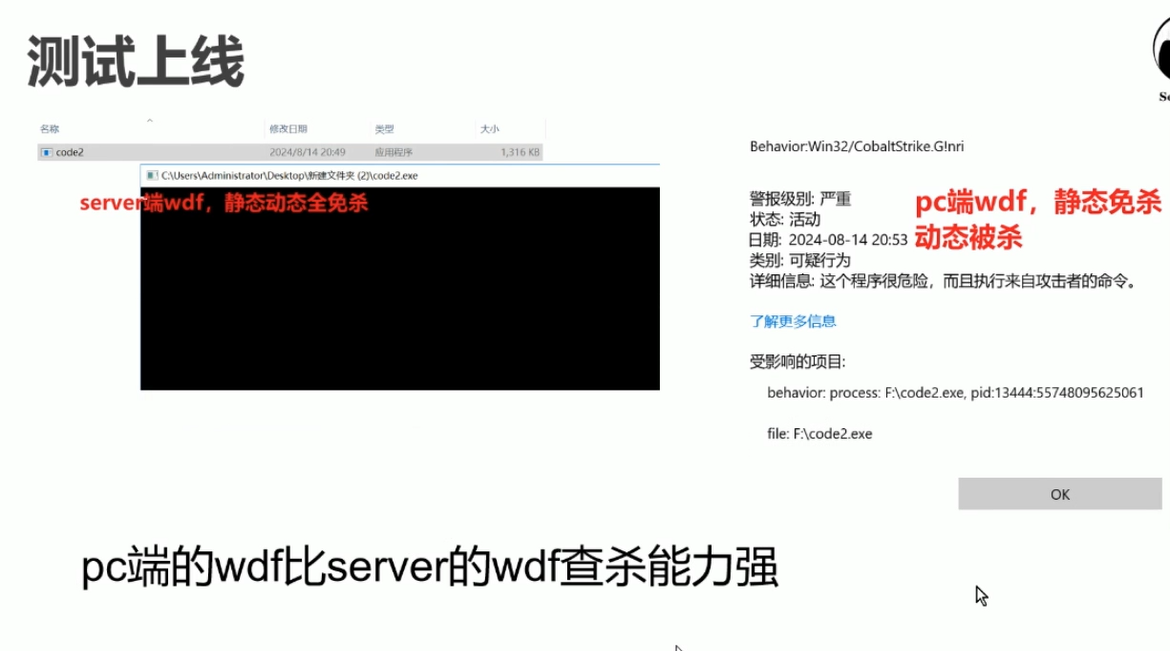 测试上线
名称 修改日期 类型 大小
code2 2024/8/14 20:49 应用程序 1,316 KB
C:\Users\Administrator\Desktop\新建文件夹 (2)\code2.exe
server端wdf，静态动态全免杀
Behavior:Win32/CobaltStrike.G!nri
警报级别: 严重
状态: 活动
日期: 2024-08-14 20:53
类别: 可疑行为
详细信息: 这个程序很危险，而且执行来自攻击者的命令。
pc端wdf，静态免杀
动态被杀
了解更多信息
受影响的项目:
behavior: process: F:\code2.exe, pid:13444:55748095625061
file: F:\code2.exe
OK
pc端的wdf比server的wdf查杀能力强